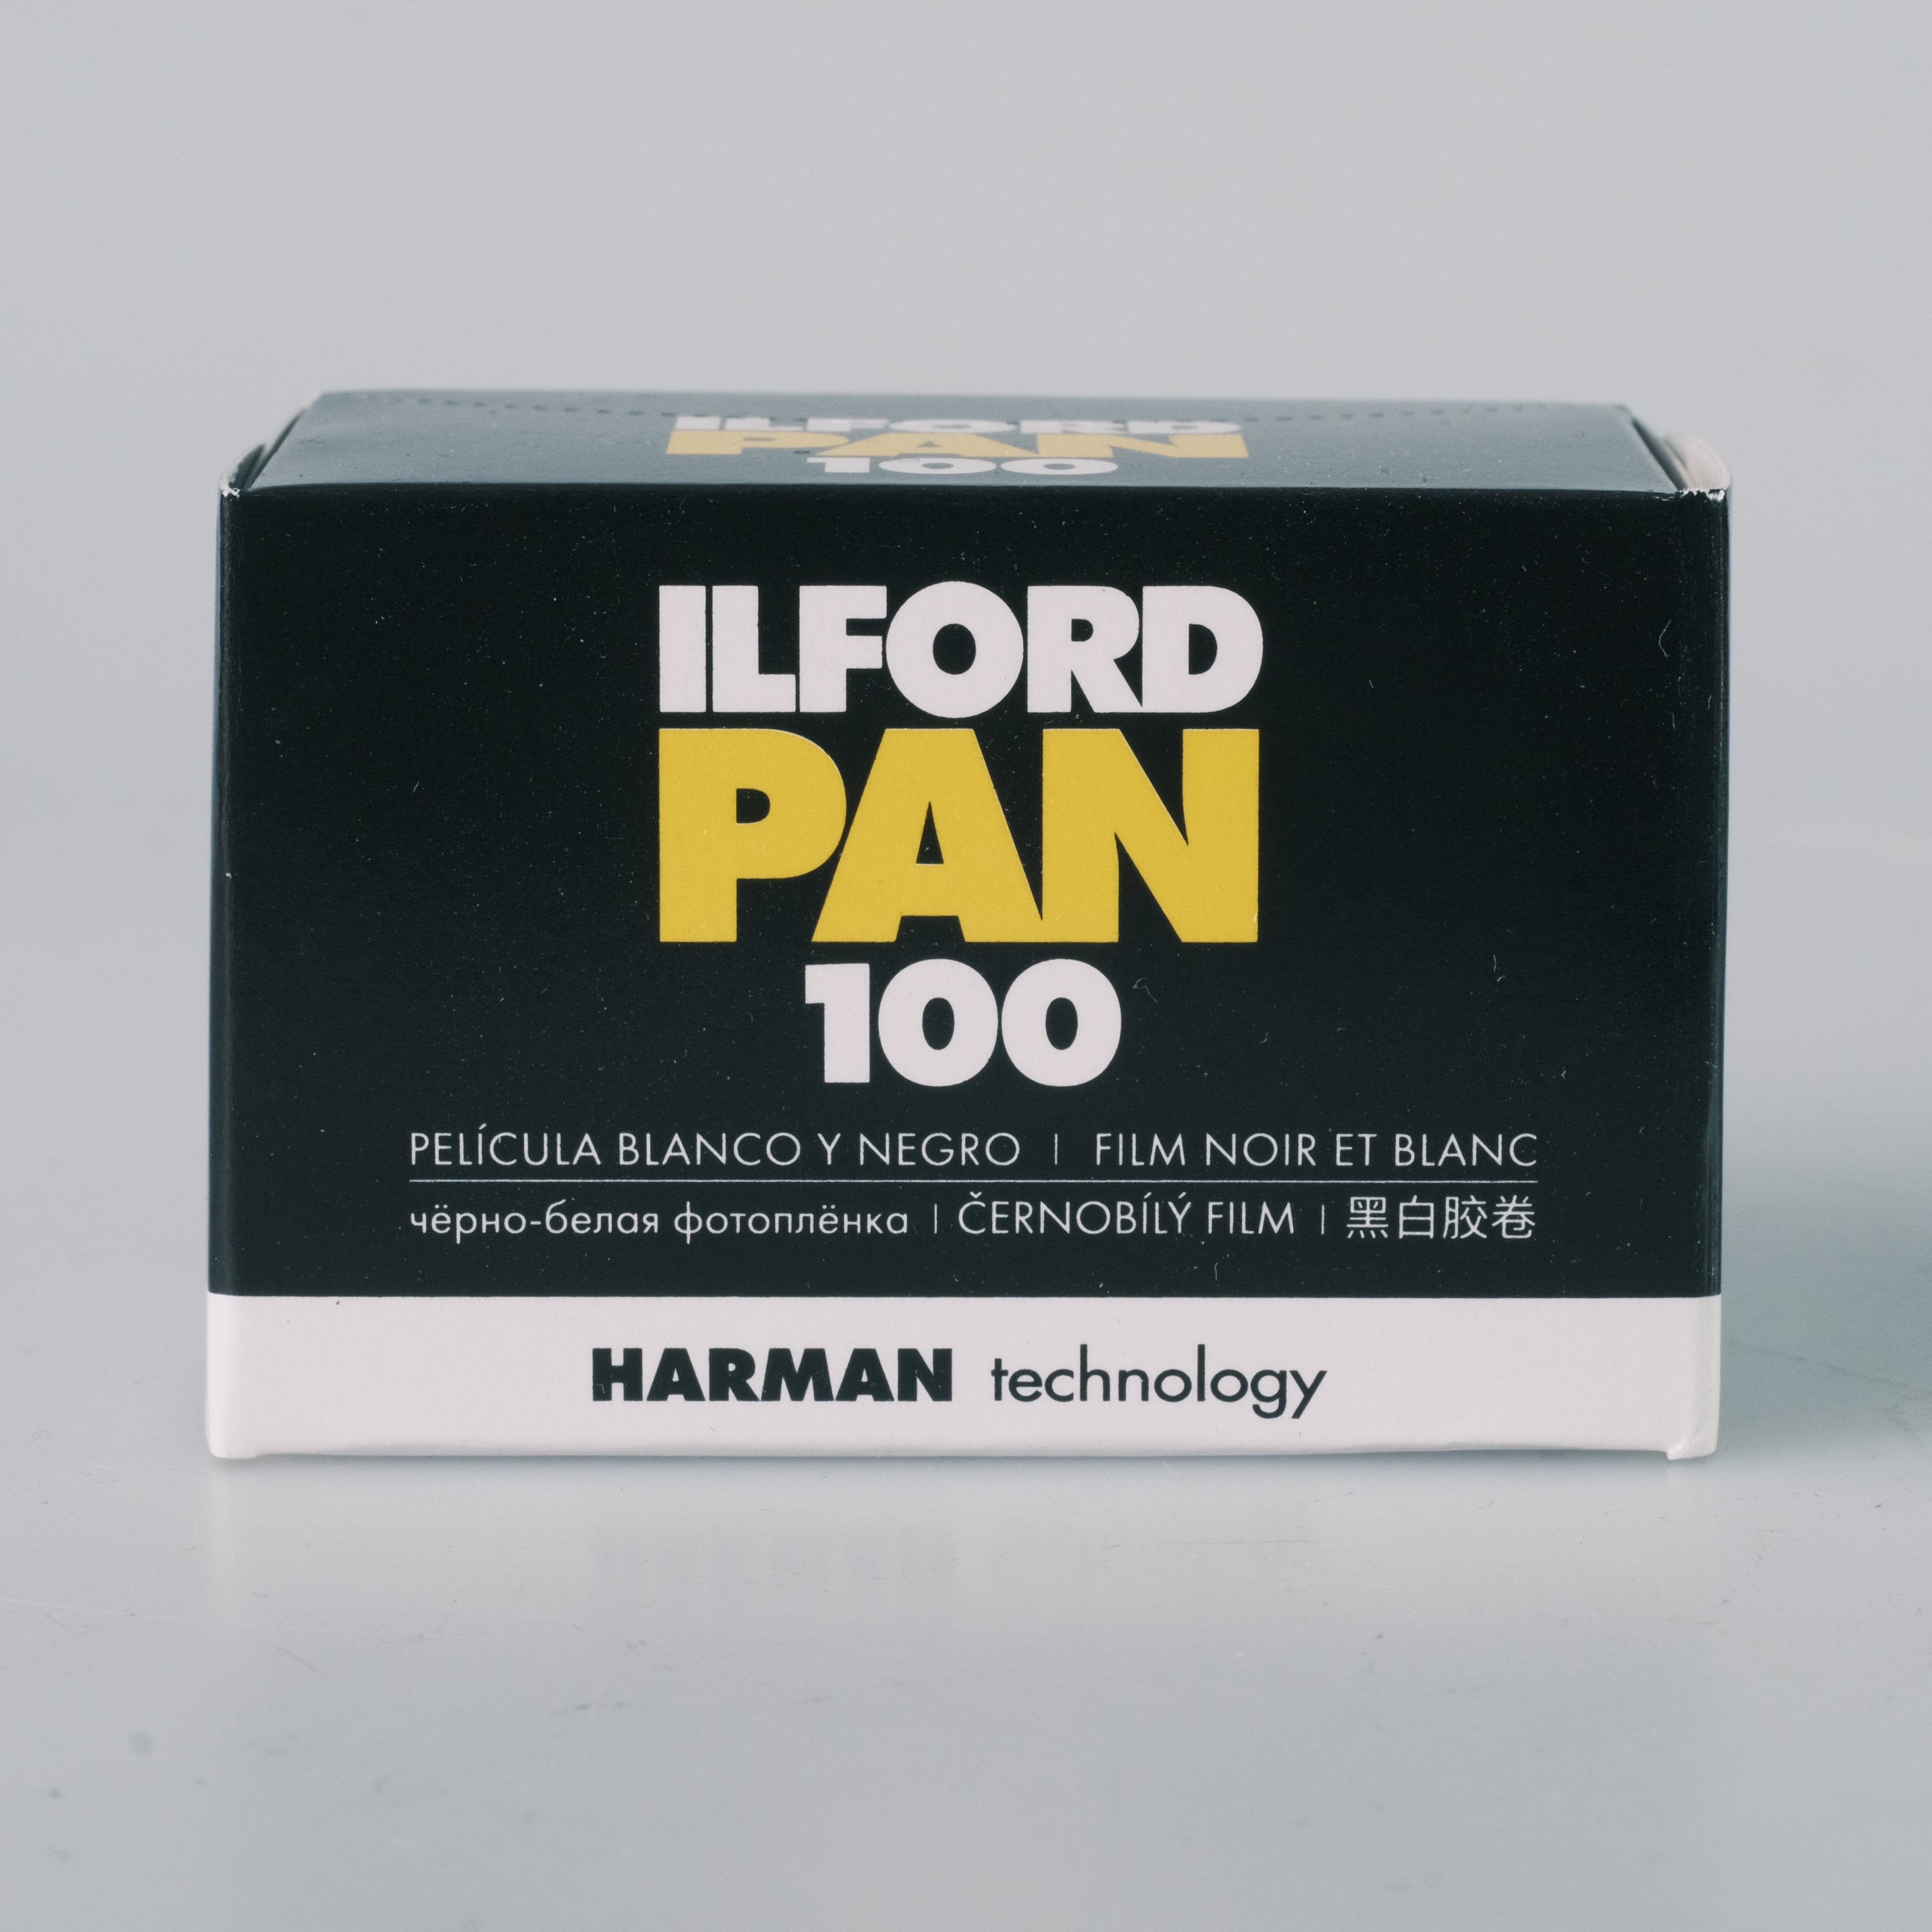 ILFORD
PAN
100
ILFORD
PAN
100
PELÍCULA BLANCO Y NEGRO | FILM NOIR ET BLANC
чёрно-белая фотоплёнка | ČERNOBÍLÝ FILM | 黑白胶卷
HARMAN technology